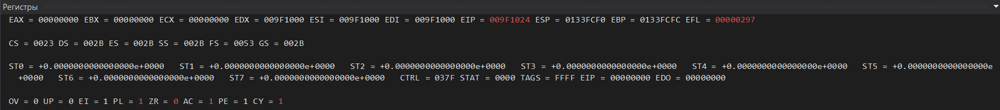 Регистры
EAX = 00000000 EBX = 00000000 ECX = 00000000 EDX = 009F1000 ESI = 009F1000 EDI = 009F1000 EIP = 009F1024 ESP = 0133FCF0 EBP = 0133FCFC EFL = 00000297
CS = 0023 DS = 002B ES = 002B SS = 002B FS = 0053 GS = 002B
ST0 = +0.0000000000000000e+0000   ST1 = +0.0000000000000000e+0000   ST2 = +0.0000000000000000e+0000   ST3 = +0.0000000000000000e+0000   ST4 = +0.0000000000000000e+0000   ST5 = +0.0000000000000000e
+0000   ST6 = +0.0000000000000000e+0000   ST7 = +0.0000000000000000e+0000   CTRL = 037F STAT = 0000 TAGS = FFFF EIP = 00000000 EDO = 00000000
OV = 0 UP = 0 EI = 1 PL = 1 ZR = 0 AC = 1 PE = 1 CY = 1